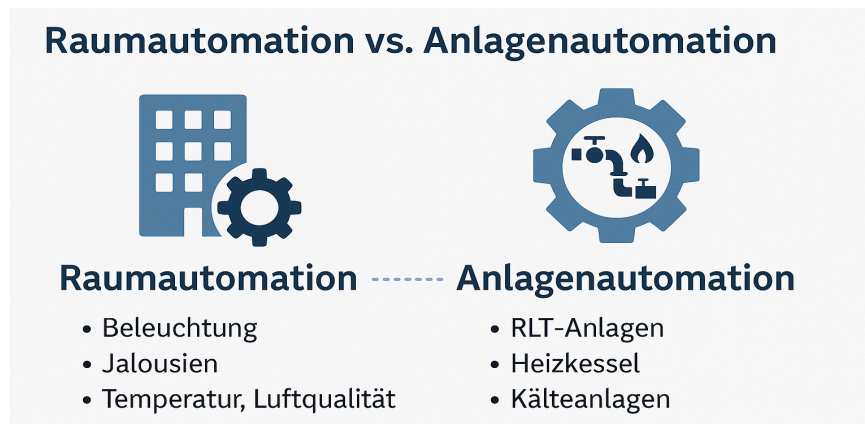 Raumautomation vs. Anlagenautomation
Raumautomation
• Beleuchtung
• Jalousien
• Temperatur, Luftqualität
Anlagenautomation
• RLT-Anlagen
• Heizkessel
• Kälteanlagen